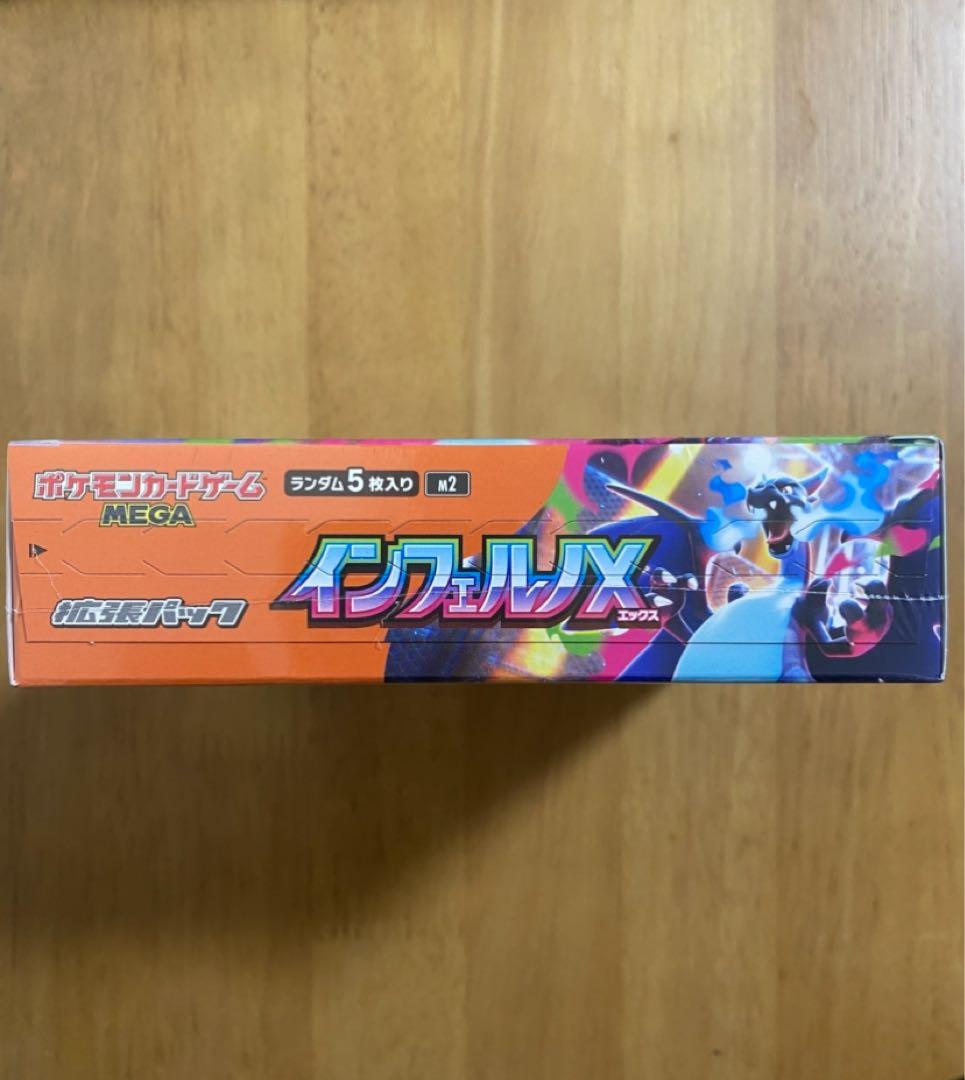 ポケモンカードゲーム
MEGA
ランダム5枚入り M2
拡張パック
インフェルノX
エックス